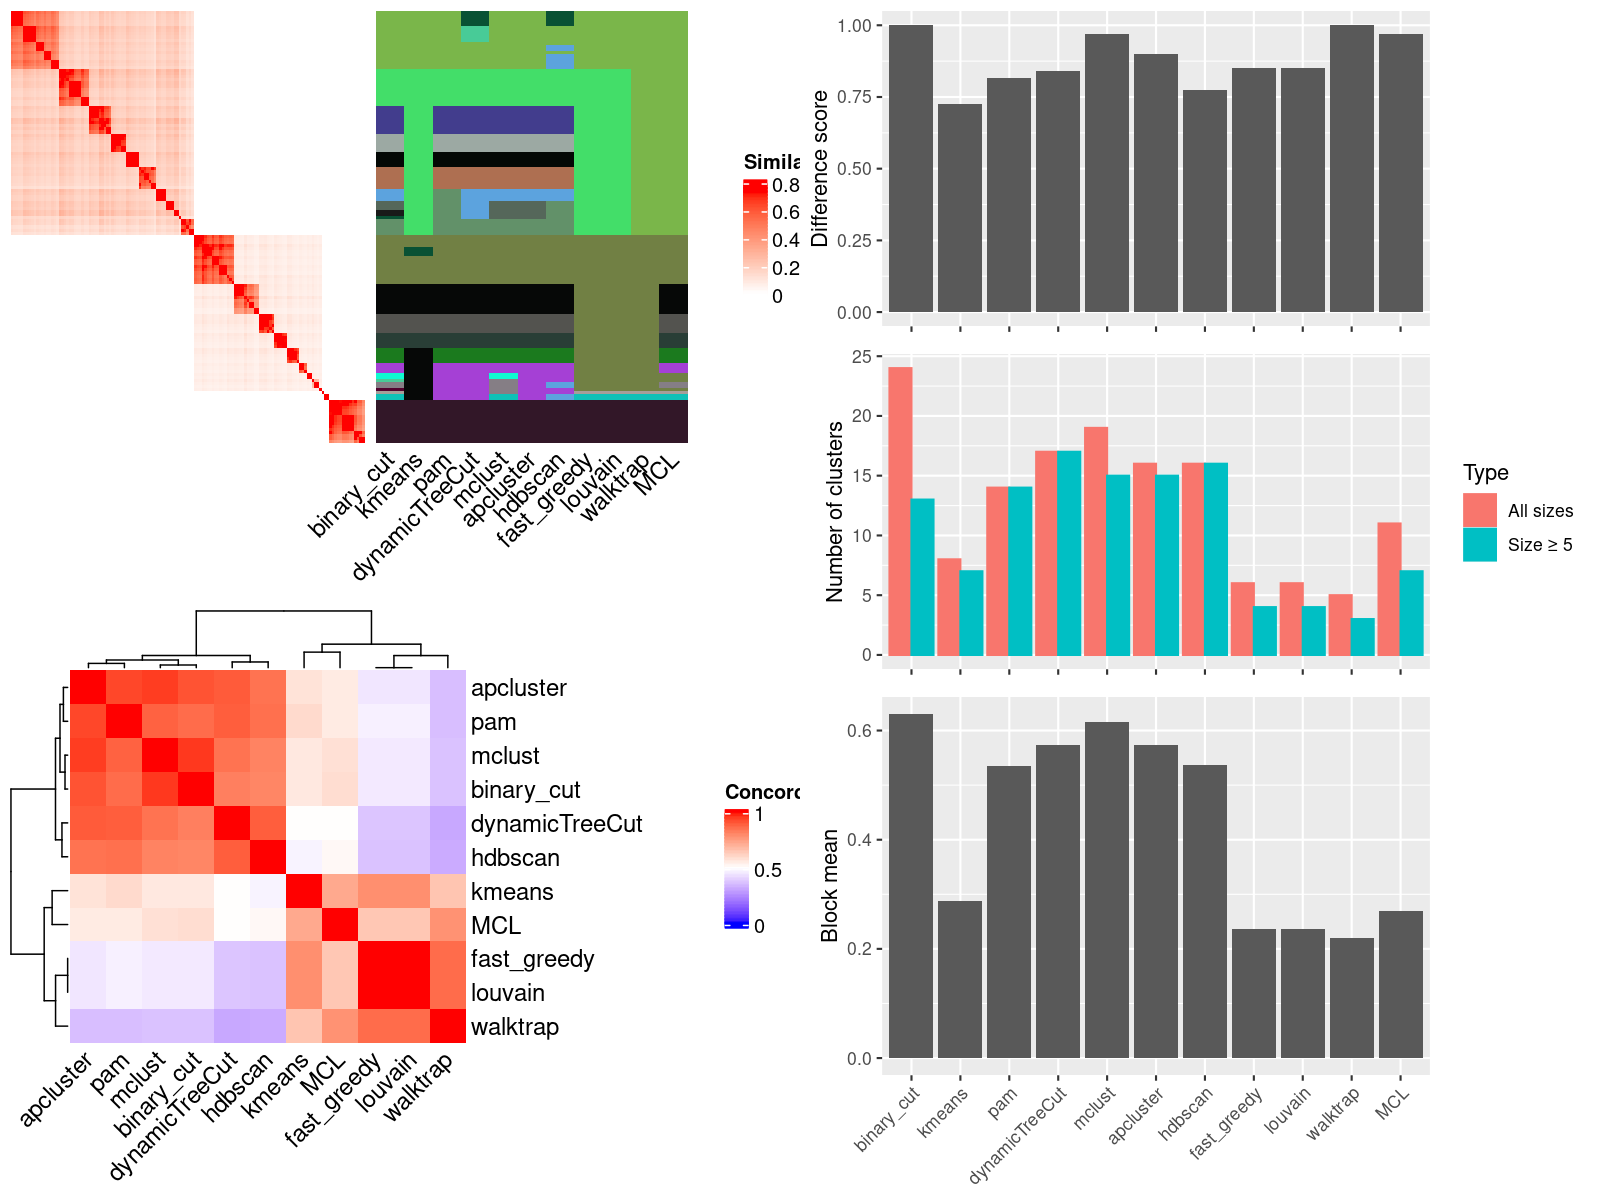 Simila
0.8
0.6
0.4
0.2
0
binary_cut
kmeans
pam
dynamicTreeCut
mclust
apcluster
hdbscan
fast_greedy
louvain
walktrap
MCL
Difference score
1.00
0.75
0.50
0.25
0.00
Number of clusters
25
20
15
10
5
0
Type
All sizes
Size ≥ 5
apcluster
pam
mclust
binary_cut
dynamicTreeCut
hdbscan
kmeans
MCL
fast_greedy
louvain
walktrap
apcluster
pam
mclust
binary_cut
dynamicTreeCut
hdbscan
kmeans
MCL
fast_greedy
louvain
walktrap
Concord
1
0.5
0
Block mean
0.6
0.4
0.2
0.0
binary_cut
kmeans
pam
dynamicTreeCut
mclust
apcluster
hdbscan
fast_greedy
louvain
walktrap
MCL